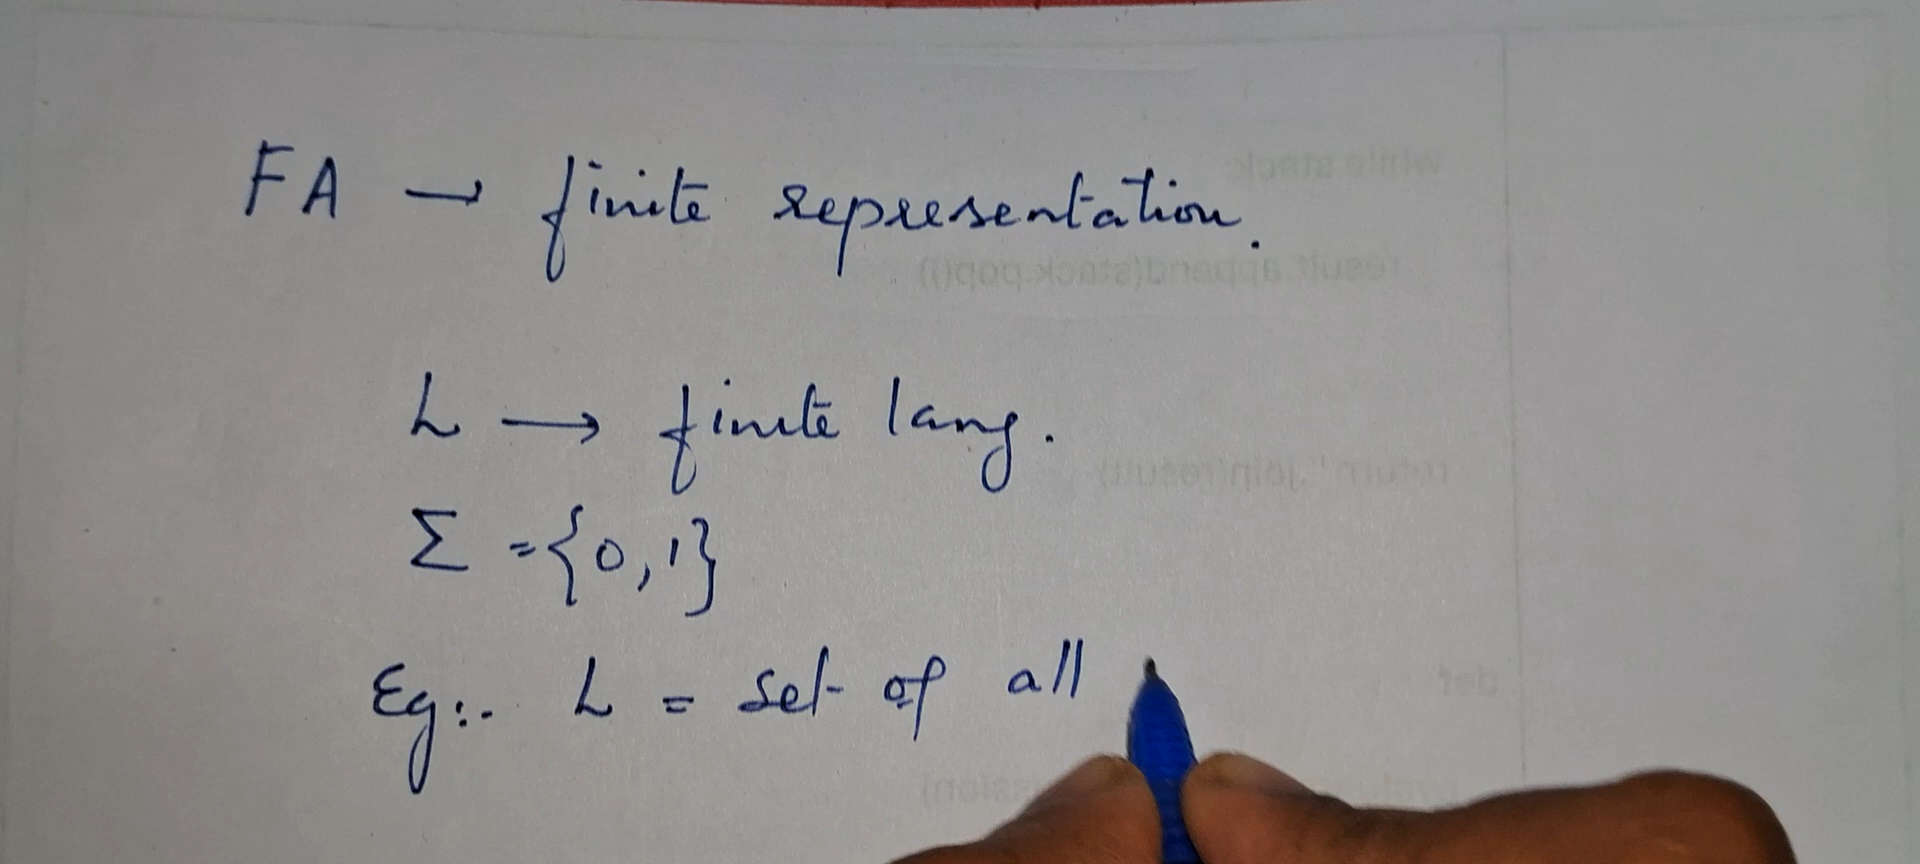 FA → finite representation.
L → finite lang.
Σ = {0,1}
Eg:- L = set of all